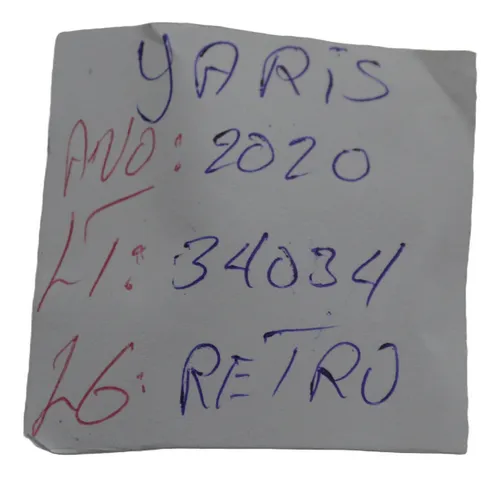 YARIS
ANO: 2020
LT: 34034
LG: RETRO